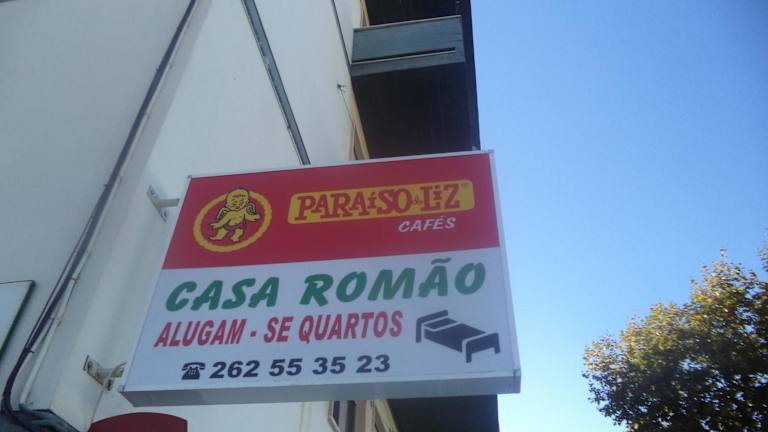 PARAÍSO & LIZ®
CAFÉS
CASA ROMÃO
ALUGAM - SE QUARTOS
☎ 262 55 35 23